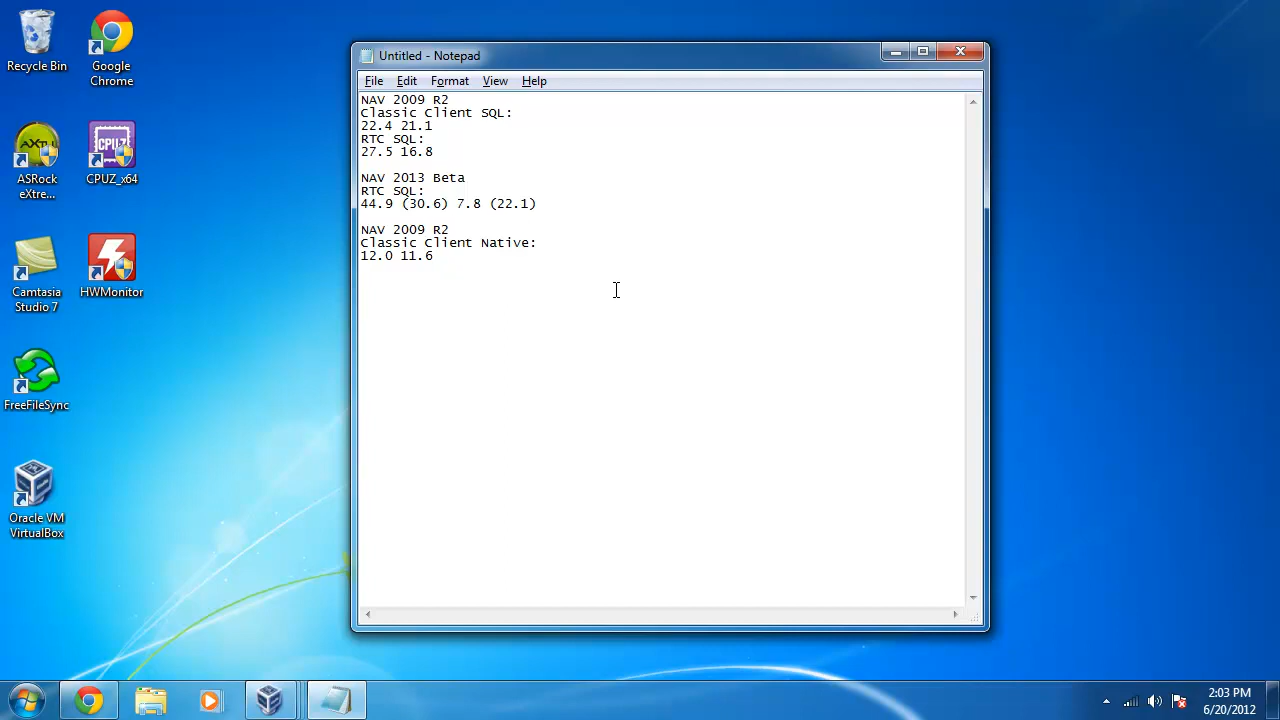 Recycle Bin
Google
Chrome
ASRock
eXtre...
CPUZ_x64
Camtasia
Studio 7
HWMonitor
FreeFileSync
Oracle VM
VirtualBox
Untitled - Notepad
File Edit Format View Help
NAV 2009 R2
Classic Client SQL:
22.4 21.1
RTC SQL:
27.5 16.8
NAV 2013 Beta
RTC SQL:
44.9 (30.6) 7.8 (22.1)
NAV 2009 R2
Classic Client Native:
12.0 11.6
2:03 PM
6/20/2012